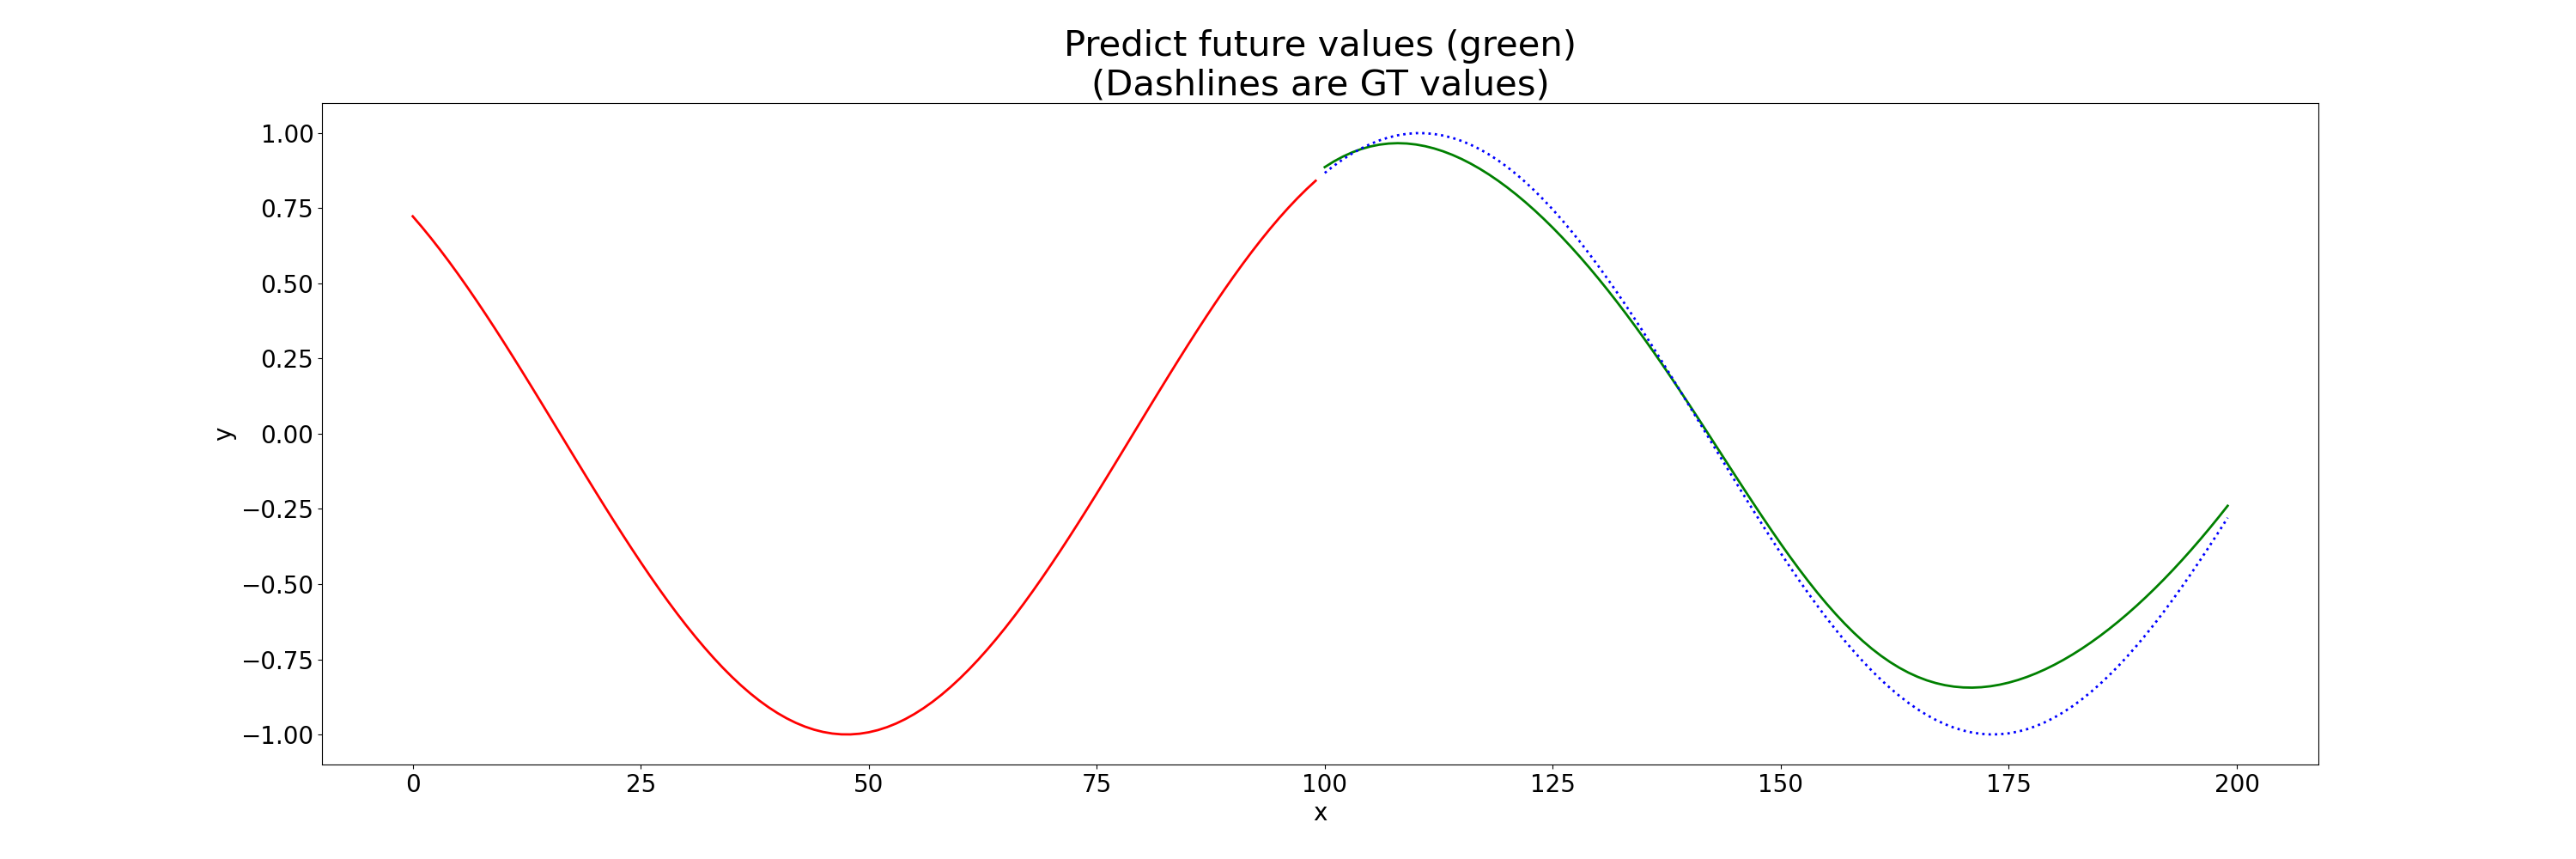 Predict future values (green)
(Dashlines are GT values)
1.00
0.75
0.50
0.25
0.00
−0.25
−0.50
−0.75
−1.00
y
0 25 50 75 100 125 150 175 200
x